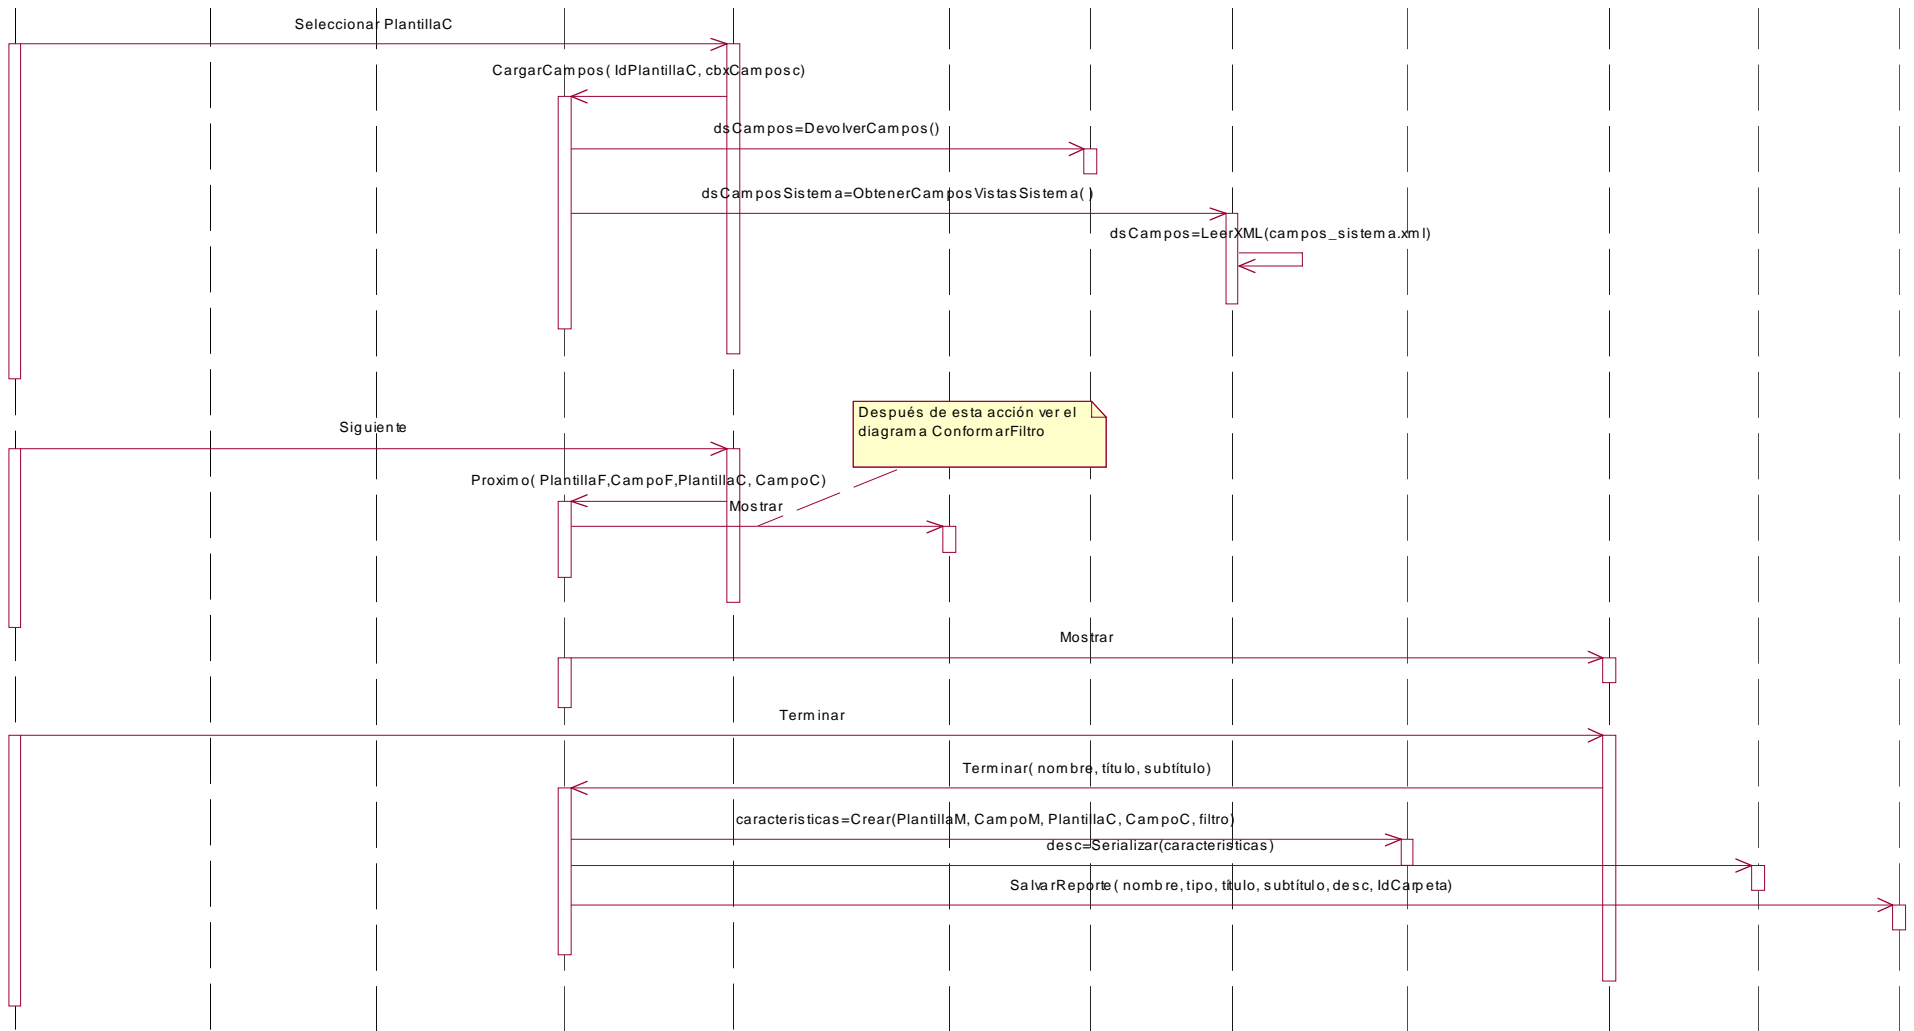 Seleccionar PlantillaC
CargarCampos( IdPlantillaC, cbxCamposc)
dsCampos=DevolverCampos()
dsCamposSistema=ObtenerCamposVistasSistema( )
dsCampos=LeerXML(campos_sistema.xml)
Después de esta acción ver el
diagrama ConformarFiltro
Siguiente
Proximo( PlantillaF,CampoF,PlantillaC, CampoC)
Mostrar
Mostrar
Terminar
Terminar( nombre, título, subtítulo)
caracteristicas=Crear(PlantillaM, CampoM, PlantillaC, CampoC, filtro)
desc=Serializar(caracteristicas)
SalvarReporte( nombre, tipo, título, subtítulo, desc, IdCarpeta)